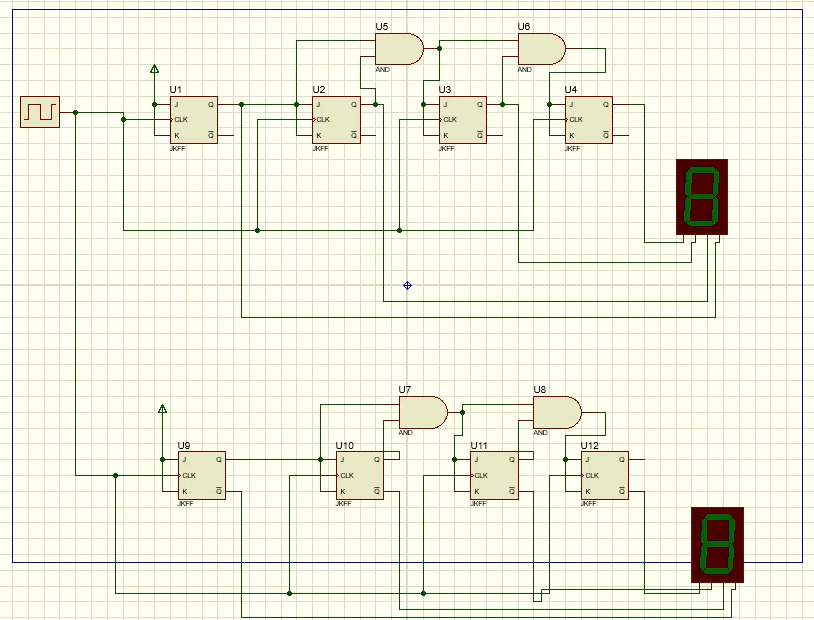 U5
U6
AND
AND
U1
U2
U3
U4
J Q
J Q
J Q
J Q
CLK
CLK
CLK
CLK
K Q
K Q
K Q
K Q
JKFF
JKFF
JKFF
JKFF
U7
U8
AND
AND
U9
U10
U11
U12
J Q
J Q
J Q
J Q
CLK
CLK
CLK
CLK
K Q
K Q
K Q
K Q
JKFF
JKFF
JKFF
JKFF